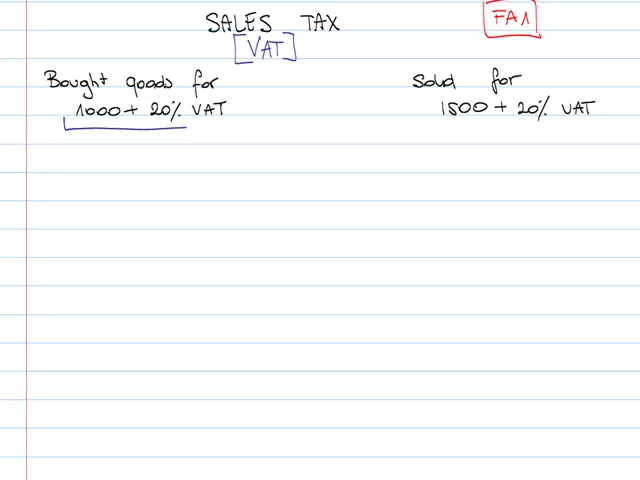 SALES TAX
FA1
[VAT]
Bought goods for
1000 + 20% VAT
Sold for
1500 + 20% VAT